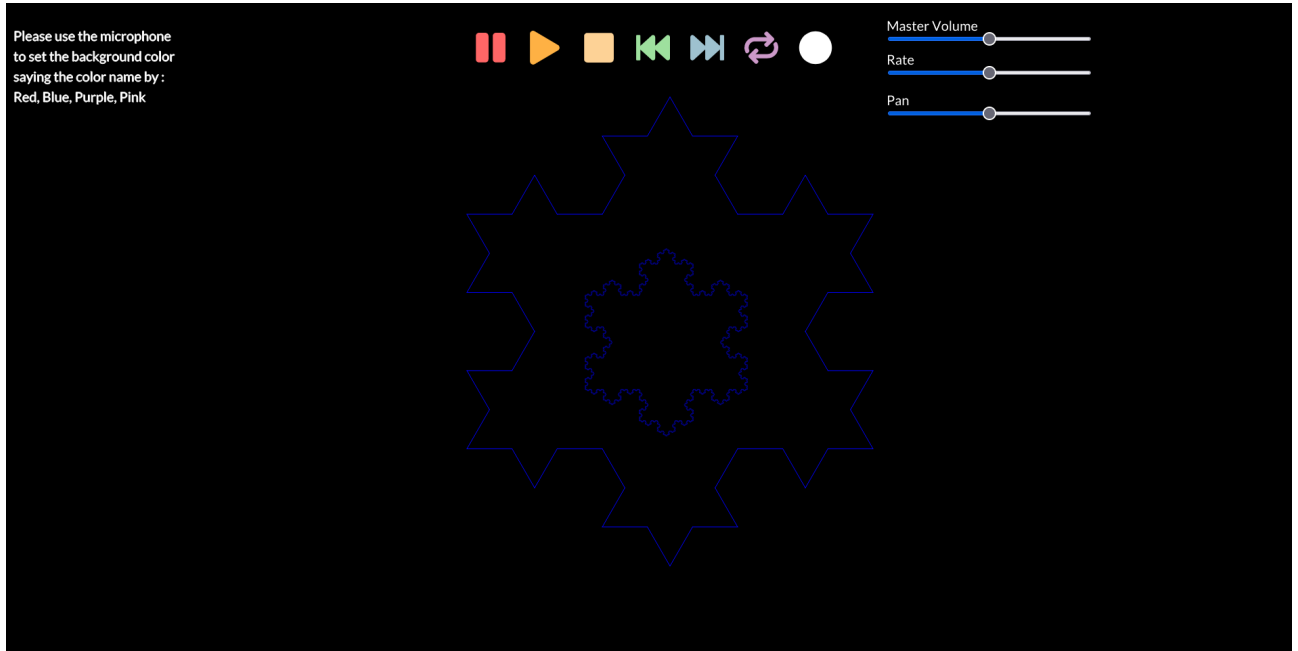 Please use the microphone
to set the background color
saying the color name by :
Red, Blue, Purple, Pink
Master Volume
Rate
Pan